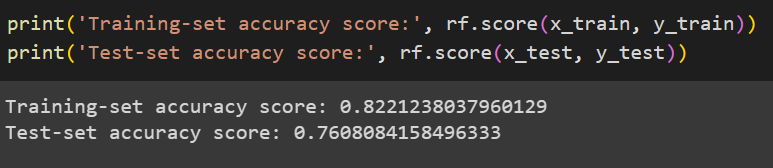 print('Training-set accuracy score:', rf.score(x_train, y_train))
print('Test-set accuracy score:', rf.score(x_test, y_test))
Training-set accuracy score: 0.8221238037960129
Test-set accuracy score: 0.7608084158496333